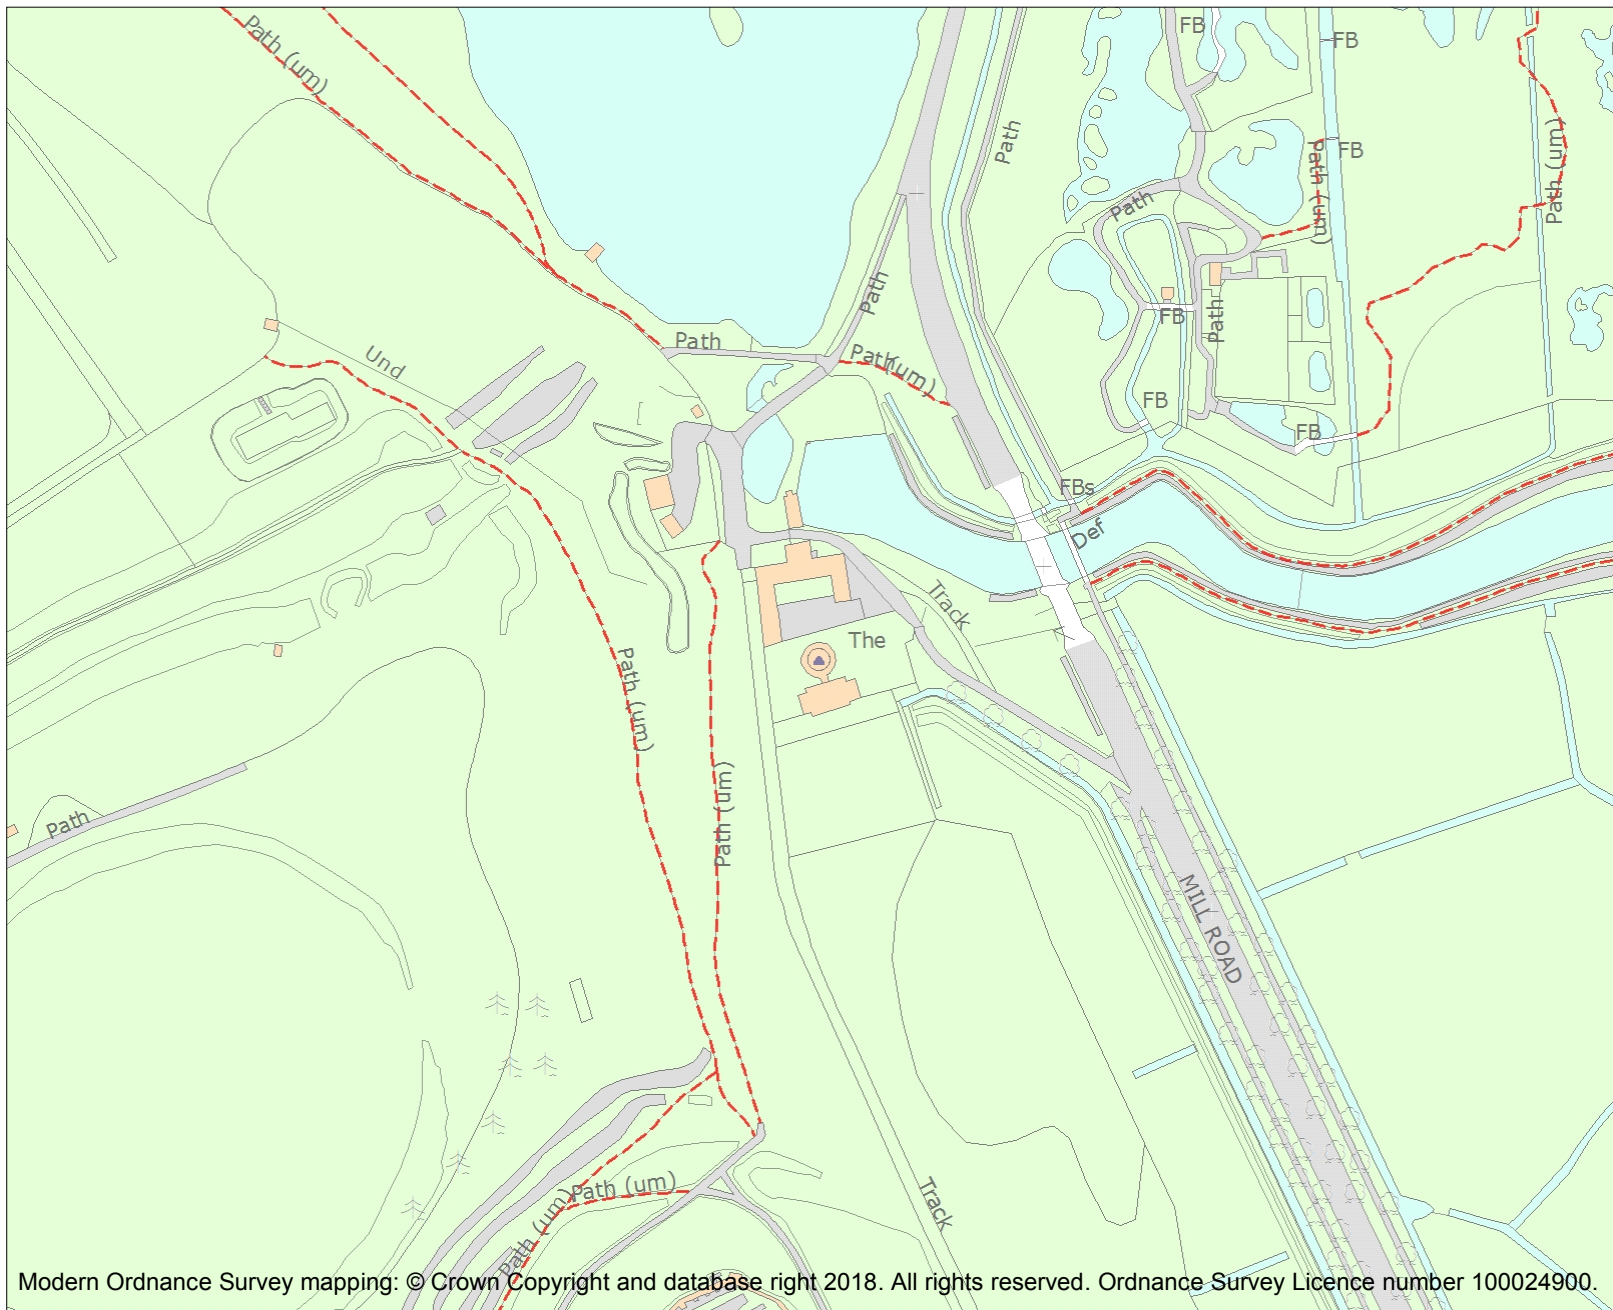 FB
Path (um)
FB
Path
FB
Path (um)
Path (um)
Path
Path
FB
Path
Path
Und
Path (um)
FB
FB
FBs
Def
Track
The
Path (um)
Path (um)
Path
MILL ROAD
Path (um)
Track
Path (um)
Modern Ordnance Survey mapping: © Crown Copyright and database right 2018. All rights reserved. Ordnance Survey Licence number 100024900.